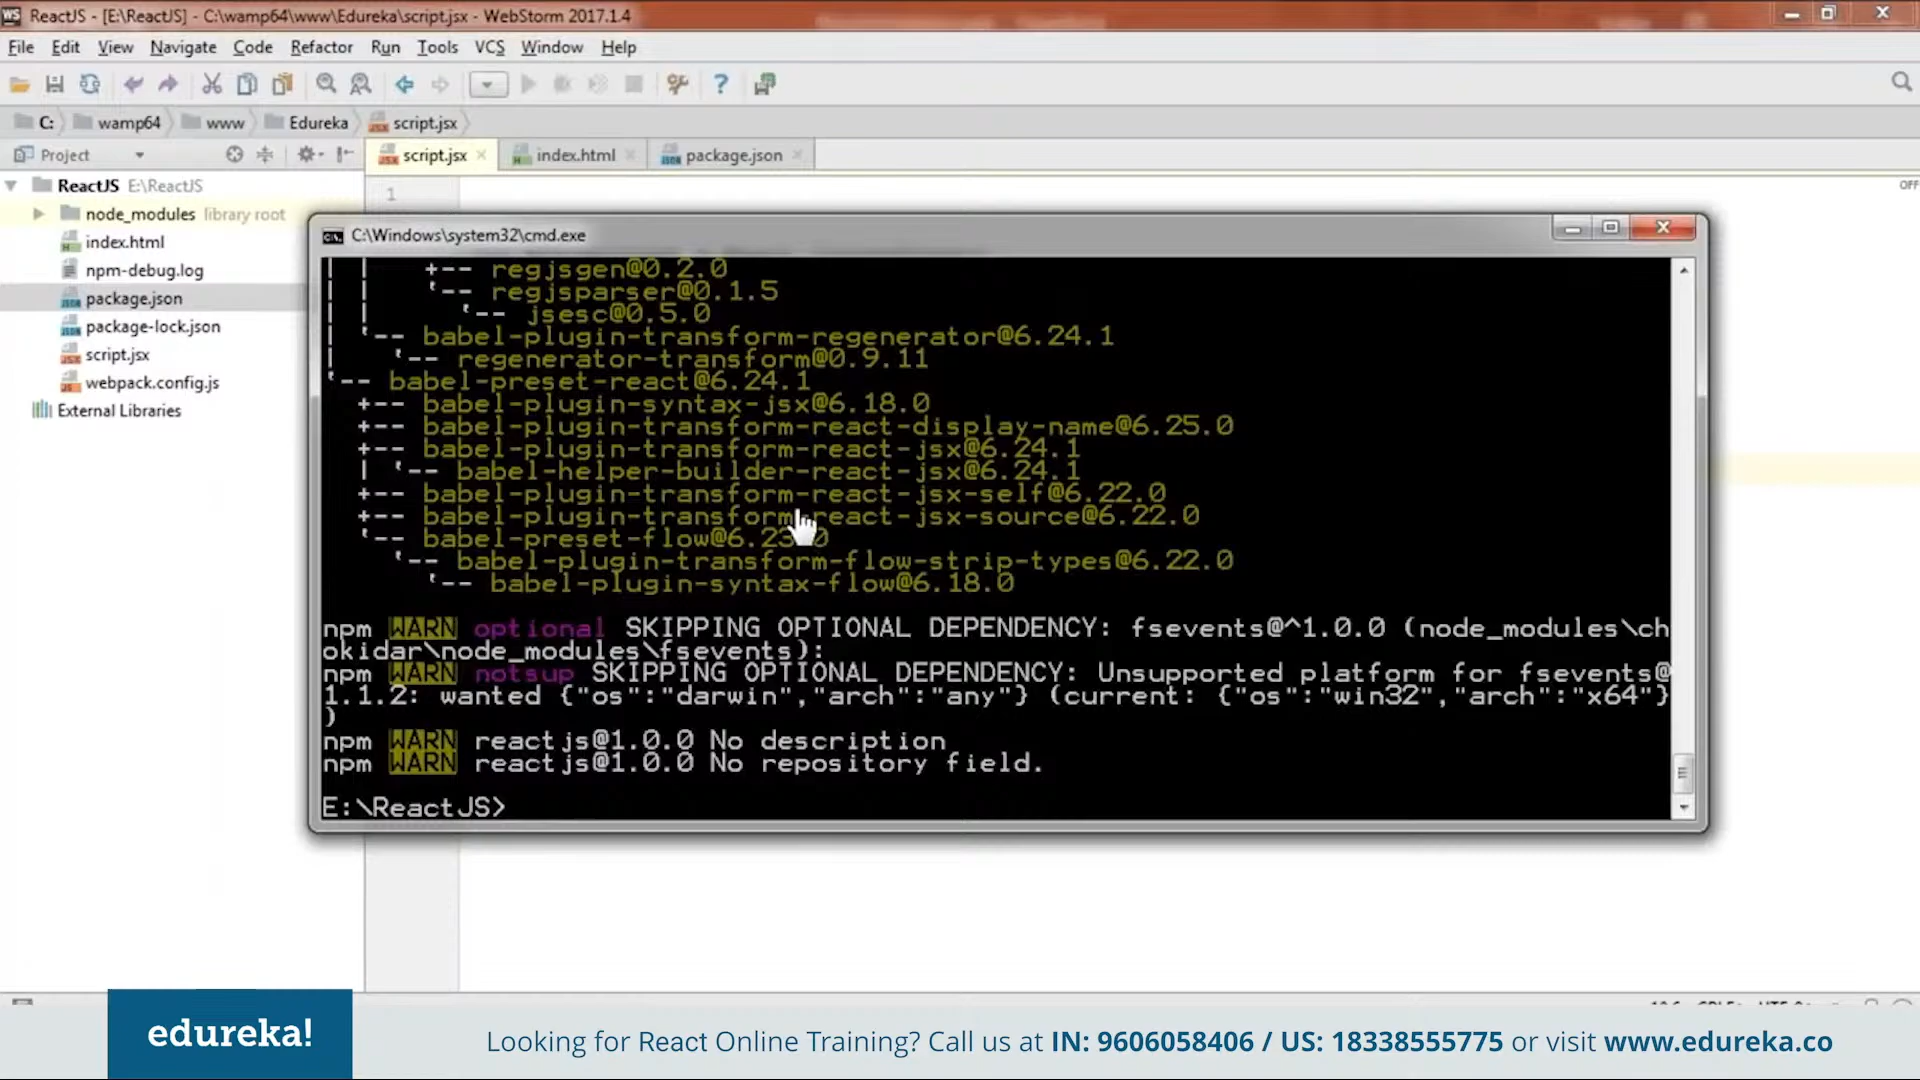 ReactJS - [E:\ReactJS] - C:\wamp64\www\Edureka\script.jsx - WebStorm 2017.1.4
File Edit View Navigate Code Refactor Run Tools VCS Window Help
C: wamp64 www Edureka script.jsx
Project script.jsx index.html package.json
ReactJS E:\ReactJS
1
OFF
node_modules library root
index.html
npm-debug.log
package.json
package-lock.json
script.jsx
webpack.config.js
External Libraries
C:\Windows\system32\cmd.exe
| | +-- regjsgen@0.2.0
| | `-- regjsparser@0.1.5
| | `-- jsesc@0.5.0
| `-- babel-plugin-transform-regenerator@6.24.1
| `-- regenerator-transform@0.9.11
`-- babel-preset-react@6.24.1
+-- babel-plugin-syntax-jsx@6.18.0
+-- babel-plugin-transform-react-display-name@6.25.0
+-- babel-plugin-transform-react-jsx@6.24.1
| `-- babel-helper-builder-react-jsx@6.24.1
+-- babel-plugin-transform-react-jsx-self@6.22.0
+-- babel-plugin-transform-react-jsx-source@6.22.0
`-- babel-preset-flow@6.23.0
`-- babel-plugin-transform-flow-strip-types@6.22.0
`-- babel-plugin-syntax-flow@6.18.0
npm WARN optional SKIPPING OPTIONAL DEPENDENCY: fsevents@^1.0.0 (node_modules\ch
okidar\node_modules\fsevents):
npm WARN notsup SKIPPING OPTIONAL DEPENDENCY: Unsupported platform for fsevents@
1.1.2: wanted {"os":"darwin","arch":"any"} (current: {"os":"win32","arch":"x64"}
)
npm WARN reactjs@1.0.0 No description
npm WARN reactjs@1.0.0 No repository field.
E:\ReactJS>
edureka!
Looking for React Online Training? Call us at IN: 9606058406 / US: 18338555775 or visit www.edureka.co